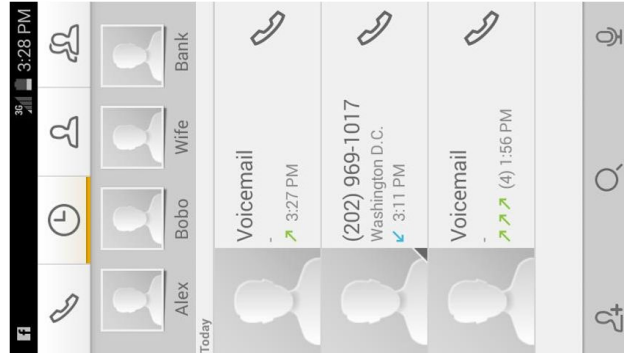 3G 3:28 PM
Alex Bobo Wife Bank
Today
Voicemail
-
3:27 PM
(202) 969-1017
Washington D.C.
3:11 PM
Voicemail
-
(4) 1:56 PM